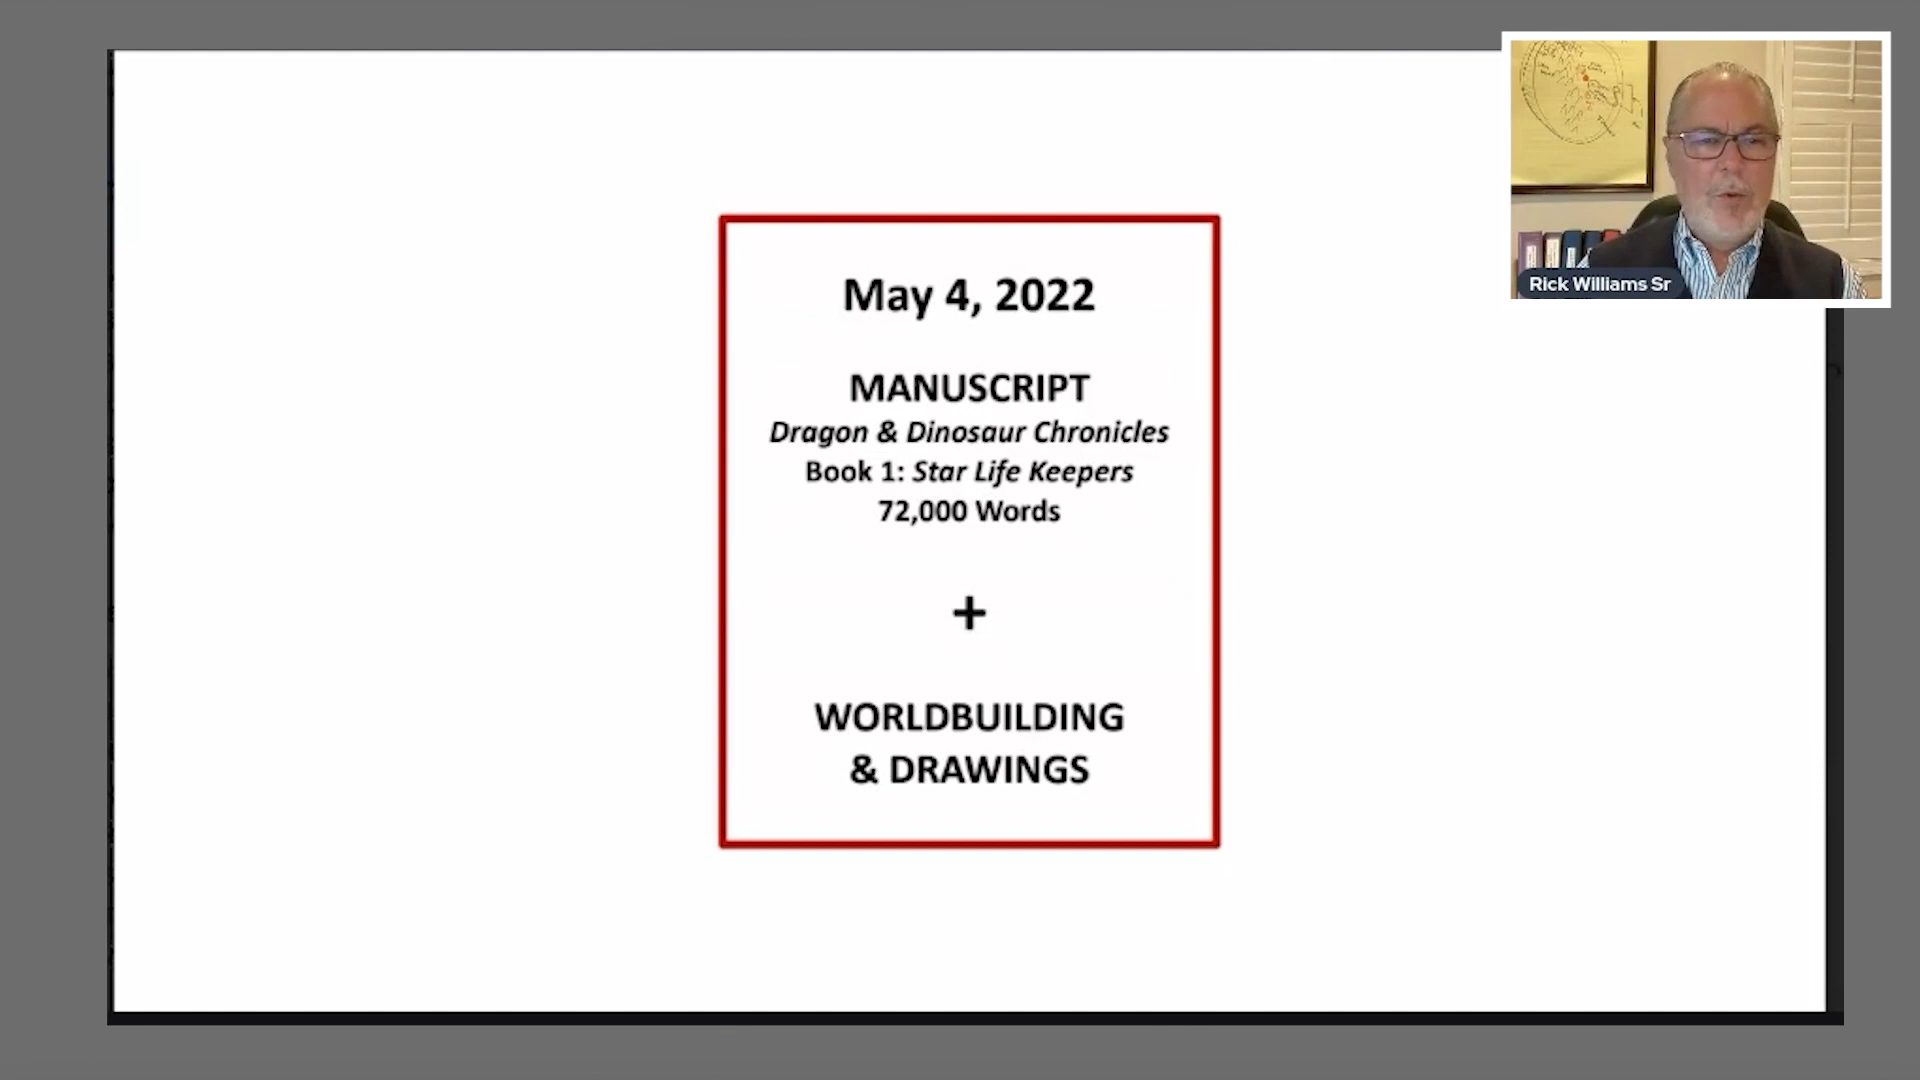 May 4, 2022
MANUSCRIPT
Dragon & Dinosaur Chronicles
Book 1: Star Life Keepers
72,000 Words
+
WORLDBUILDING
& DRAWINGS
Rick Williams Sr